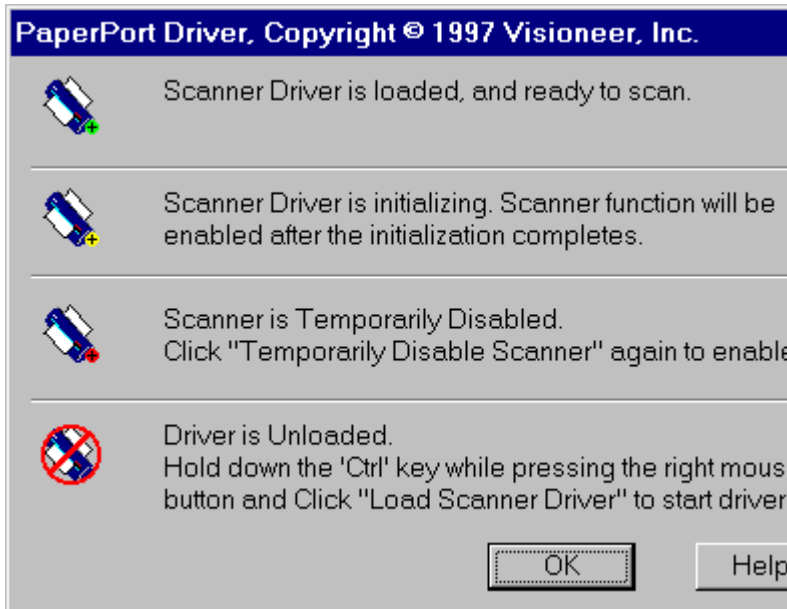 PaperPort Driver, Copyright © 1997 Visioneer, Inc.
Scanner Driver is loaded, and ready to scan.
Scanner Driver is initializing. Scanner function will be
enabled after the initialization completes.
Scanner is Temporarily Disabled.
Click "Temporarily Disable Scanner" again to enable
Driver is Unloaded.
Hold down the 'Ctrl' key while pressing the right mous
button and Click "Load Scanner Driver" to start driver
OK
Help